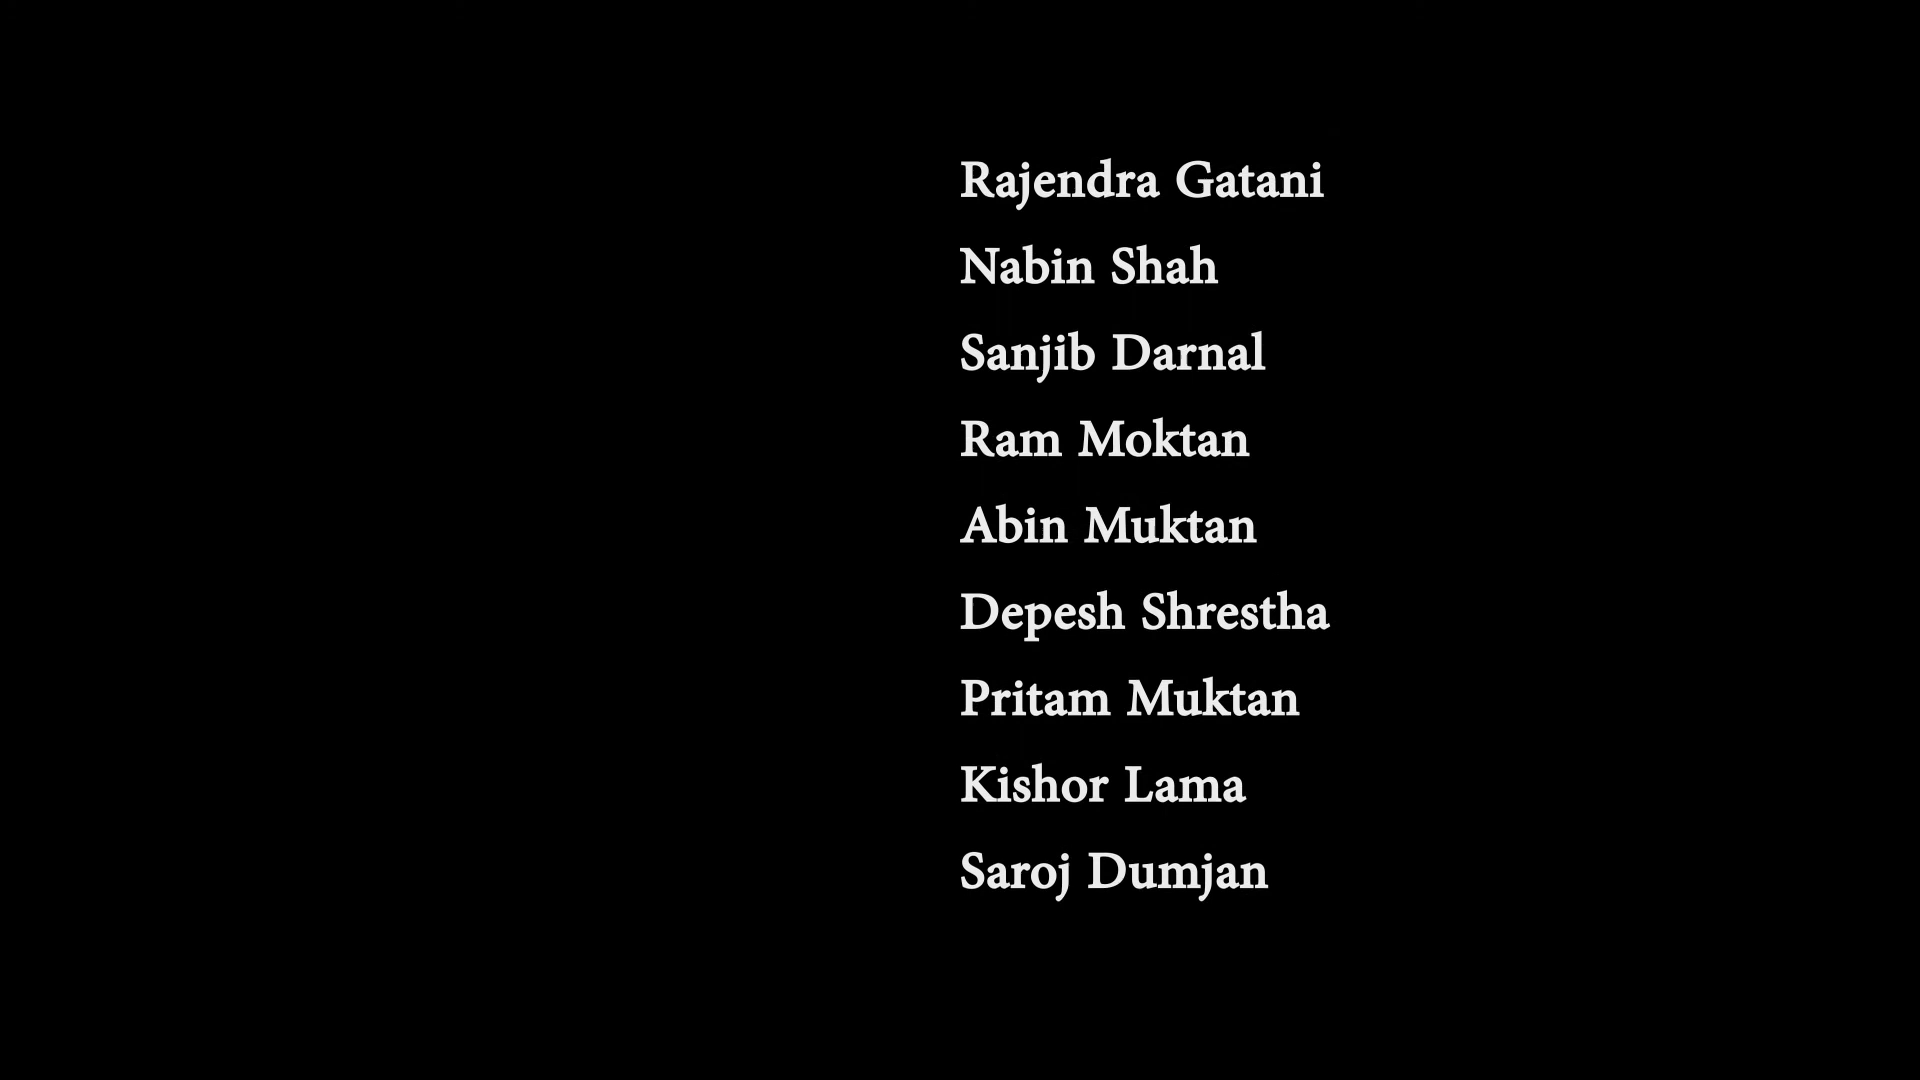 Rajendra Gatani
Nabin Shah
Sanjib Darnal
Ram Moktan
Abin Muktan
Depesh Shrestha
Pritam Muktan
Kishor Lama
Saroj Dumjan